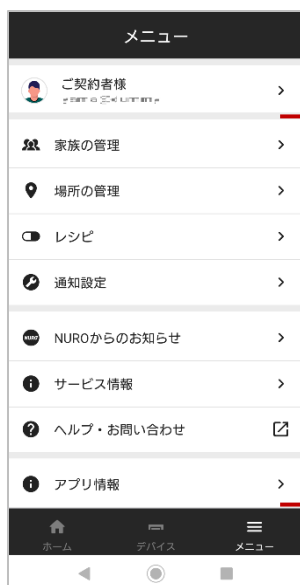 メニュー
ご契約者様
家族の管理
場所の管理
レシピ
通知設定
NURO
NUROからのお知らせ
サービス情報
ヘルプ・お問い合わせ
アプリ情報
ホーム
デバイス
メニュー